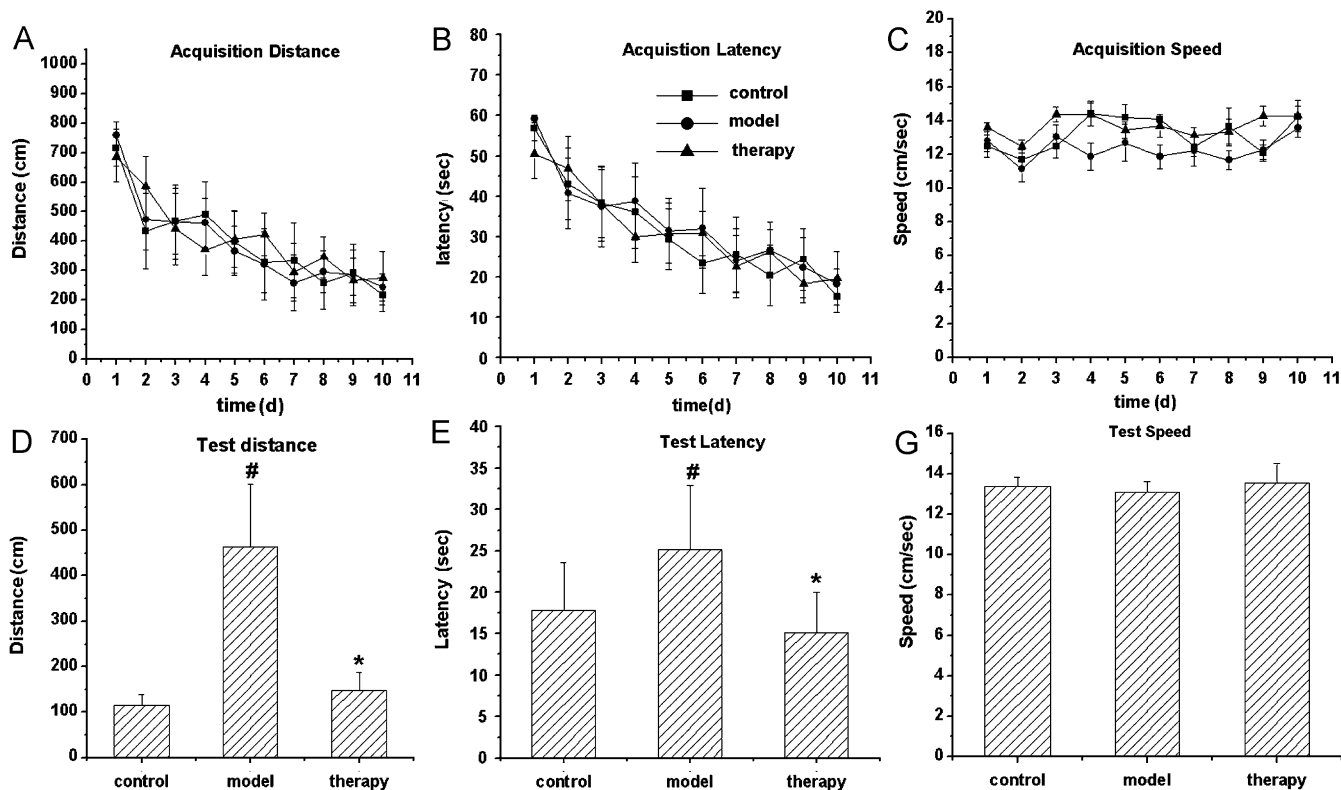 A
Acquisition Distance
1000
900
800
700
600
500
400
300
200
100
0
Distance (cm)
0 1 2 3 4 5 6 7 8 9 10 11
time (d)
B
Acquistion Latency
control
model
therapy
80
70
60
50
40
30
20
10
0
latency (sec)
0 1 2 3 4 5 6 7 8 9 10 11
time(d)
C
Acquisition Speed
20
18
16
14
12
10
8
6
4
2
0
Speed (cm/sec)
0 1 2 3 4 5 6 7 8 9 10 11
time (d)
D
Test distance
#
*
700
600
500
400
300
200
100
0
Distance (cm)
control model therapy
E
Test Latency
#
*
40
35
30
25
20
15
10
5
0
Latency (sec)
control model therapy
G
Test Speed
16
14
12
10
8
6
4
2
0
Speed (cm/sec)
control model therapy